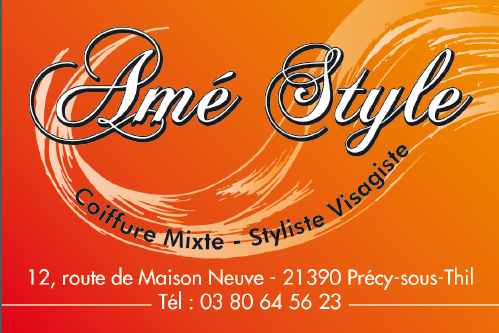 Amé Style
Coiffure Mixte - Styliste Visagiste
12, route de Maison Neuve - 21390 Précy-sous-Thil
Tél : 03 80 64 56 23